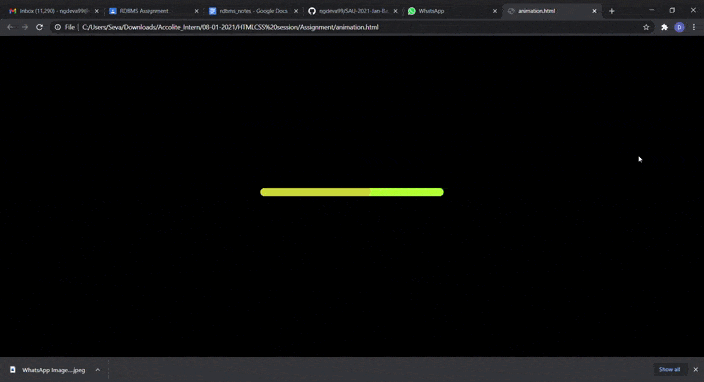 Inbox (11,290) - ngdeva99@
RDBMS Assignment
rdbms_notes - Google Docs
ngdeva99/SAU-2021-Jan-Ba
WhatsApp
animation.html
File | C:/Users/Seva/Downloads/Accolite_Intern/08-01-2021/HTMLCSS%20session/Assignment/animation.html
D
WhatsApp Image....jpeg
Show all